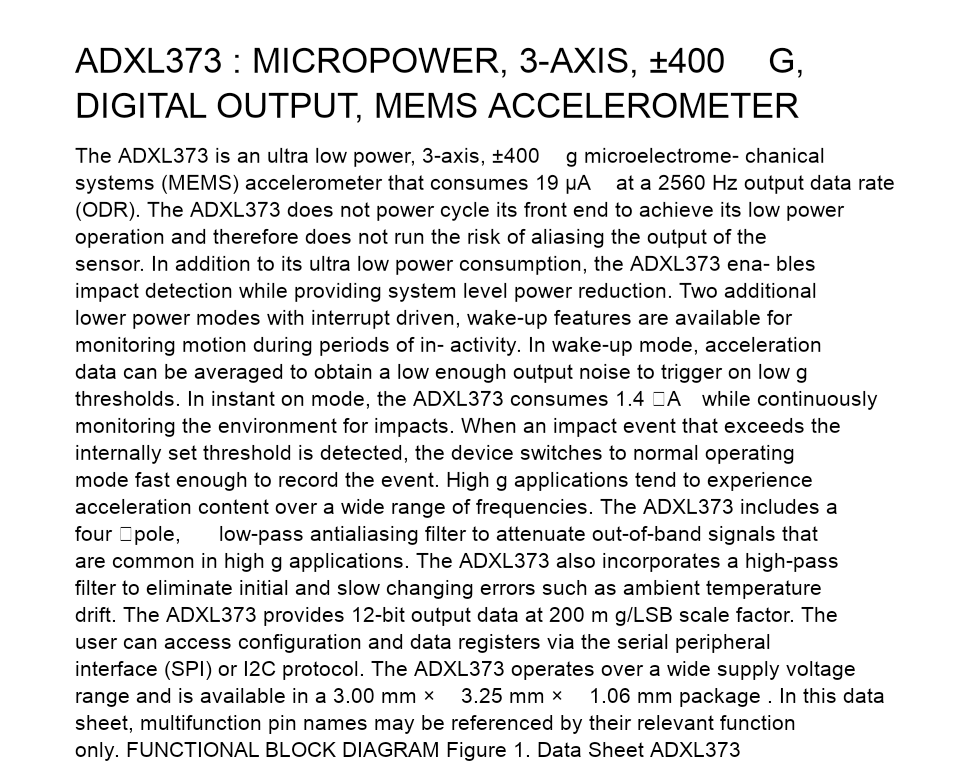 ADXL373 : MICROPOWER, 3-AXIS, ±400 G,
DIGITAL OUTPUT, MEMS ACCELEROMETER
The ADXL373 is an ultra low power, 3-axis, ±400 g microelectrome- chanical
systems (MEMS) accelerometer that consumes 19 μA at a 2560 Hz output data rate
(ODR). The ADXL373 does not power cycle its front end to achieve its low power
operation and therefore does not run the risk of aliasing the output of the
sensor. In addition to its ultra low power consumption, the ADXL373 ena- bles
impact detection while providing system level power reduction. Two additional
lower power modes with interrupt driven, wake-up features are available for
monitoring motion during periods of in- activity. In wake-up mode, acceleration
data can be averaged to obtain a low enough output noise to trigger on low g
thresholds. In instant on mode, the ADXL373 consumes 1.4 □A while continuously
monitoring the environment for impacts. When an impact event that exceeds the
internally set threshold is detected, the device switches to normal operating
mode fast enough to record the event. High g applications tend to experience
acceleration content over a wide range of frequencies. The ADXL373 includes a
four □pole, low-pass antialiasing filter to attenuate out-of-band signals that
are common in high g applications. The ADXL373 also incorporates a high-pass
filter to eliminate initial and slow changing errors such as ambient temperature
drift. The ADXL373 provides 12-bit output data at 200 m g/LSB scale factor. The
user can access configuration and data registers via the serial peripheral
interface (SPI) or I2C protocol. The ADXL373 operates over a wide supply voltage
range and is available in a 3.00 mm × 3.25 mm × 1.06 mm package . In this data
sheet, multifunction pin names may be referenced by their relevant function
only. FUNCTIONAL BLOCK DIAGRAM Figure 1. Data Sheet ADXL373